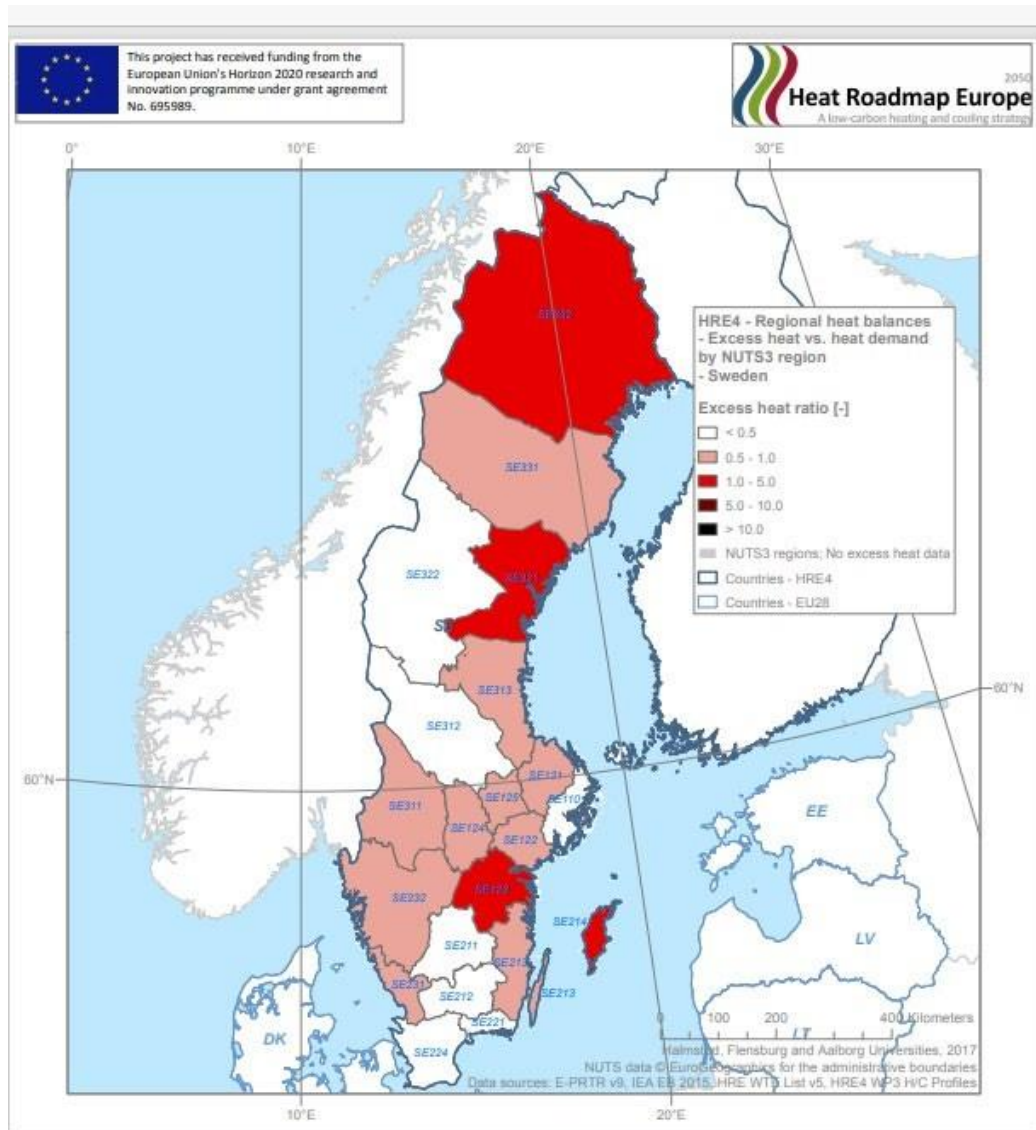 This project has received funding from the
European Union's Horizon 2020 research and
innovation programme under grant agreement
No. 695989.
2050
Heat Roadmap Europe
A low-carbon heating and cooling strategy
0°
10°E
20°E
30°E
SE332
HRE4 - Regional heat balances
- Excess heat vs. heat demand
by NUTS3 region
- Sweden
Excess heat ratio [-]
< 0.5
0.5 - 1.0
1.0 - 5.0
5.0 - 10.0
> 10.0
NUTS3 regions; No excess heat data
Countries - HRE4
Countries - EU28
SE331
SE322
SE321
SE313
60°N
SE312
60°N
SE121
SE311
SE125
SE110
SE124
SE122
EE
SE232
SE123
SE214
SE211
LV
SE213
SE231
SE212
SE213
SE221
0 100 200 400 Kilometers
DK
LT
SE224
Halmstad, Flensburg and Aalborg Universities, 2017
NUTS data © EuroGeographics for the administrative boundaries
Data sources: E-PRTR v9, IEA EB 2015, HRE WTE List v5, HRE4 WP3 H/C Profiles
10°E
20°E